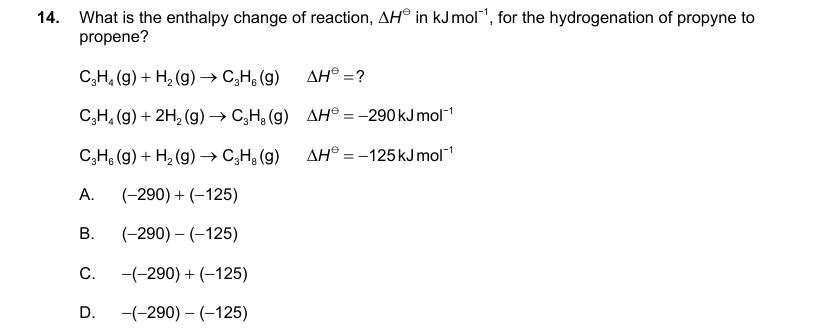 14. What is the enthalpy change of reaction, ΔH⦵ in kJ mol⁻¹, for the hydrogenation of propyne to
propene?
C₃H₄ (g) + H₂ (g) → C₃H₆ (g) ΔH⦵ = ?
C₃H₄ (g) + 2H₂ (g) → C₃H₈ (g) ΔH⦵ = −290 kJ mol⁻¹
C₃H₆ (g) + H₂ (g) → C₃H₈ (g) ΔH⦵ = −125 kJ mol⁻¹
A. (−290) + (−125)
B. (−290) − (−125)
C. −(−290) + (−125)
D. −(−290) − (−125)